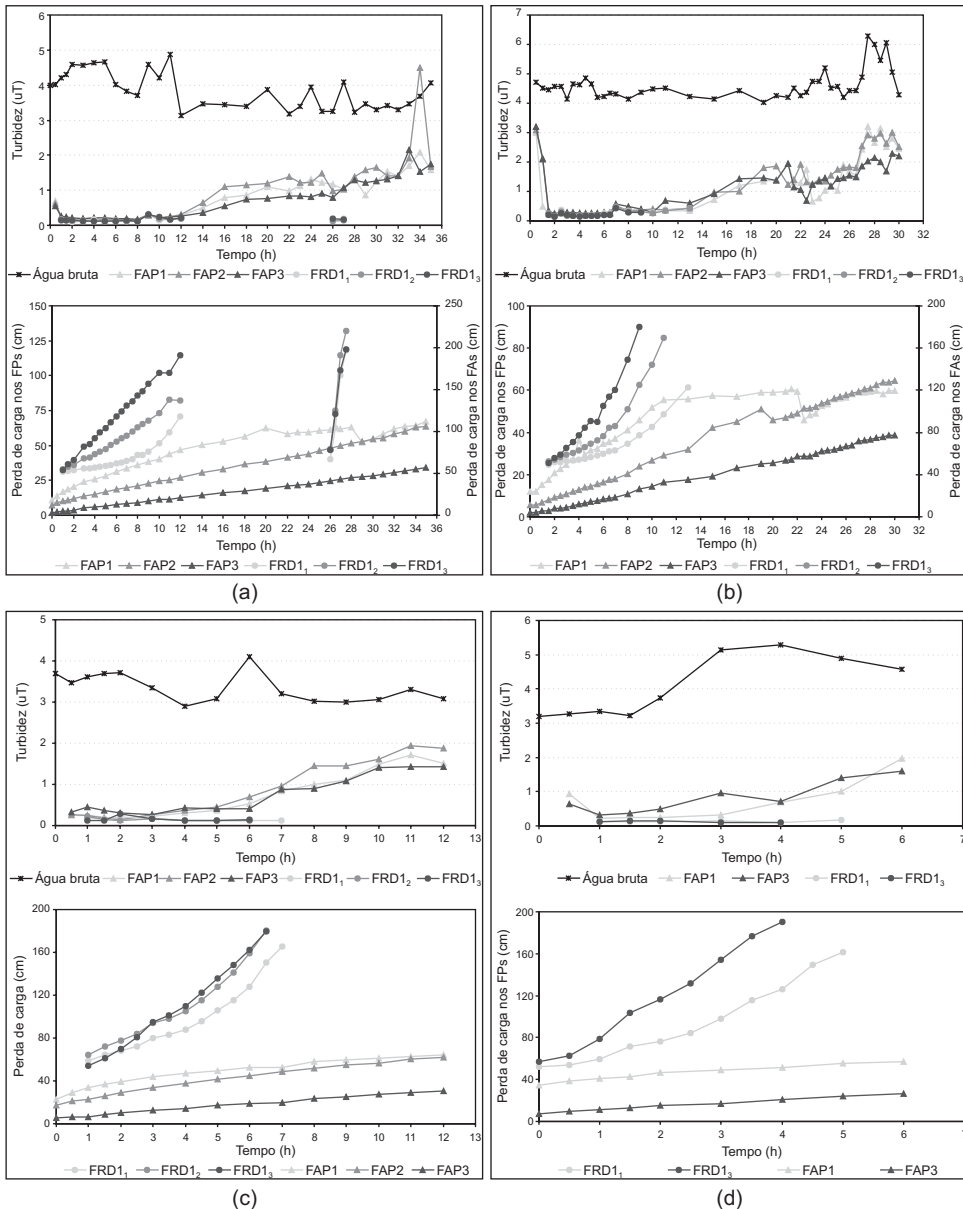 5
4
3
2
1
0
Turbidez (uT)
0 2 4 6 8 10 12 14 16 18 20 22 24 26 28 30 32 34 36
Tempo (h)
Água bruta FAP1 FAP2 FAP3 FRD1₁ FRD1₂ FRD1₃
150
125
100
75
50
25
0
Perda de carga nos FPs (cm)
250
200
150
100
50
0
Perda de carga nos FAs (cm)
0 2 4 6 8 10 12 14 16 18 20 22 24 26 28 30 32 34 36
Tempo (h)
FAP1 FAP2 FAP3 FRD1₁ FRD1₂ FRD1₃
(a)
7
6
5
4
3
2
1
0
Turbidez (uT)
0 2 4 6 8 10 12 14 16 18 20 22 24 26 28 30 32
Tempo (h)
Água bruta FAP1 FAP2 FAP3 FRD1₁ FRD1₂ FRD1₃
100
80
60
40
20
0
Perda de carga nos FPs (cm)
200
160
120
80
40
0
Perda de carga nos FAs (cm)
0 2 4 6 8 10 12 14 16 18 20 22 24 26 28 30 32
Tempo (h)
FAP1 FAP2 FAP3 FRD1₁ FRD1₂ FRD1₃
(b)
5
4
3
2
1
0
Turbidez (uT)
0 1 2 3 4 5 6 7 8 9 10 11 12 13
Tempo (h)
Água bruta FAP1 FAP2 FAP3 FRD1₁ FRD1₂ FRD1₃
200
160
120
80
40
0
Perda de carga (cm)
0 1 2 3 4 5 6 7 8 9 10 11 12 13
Tempo (h)
FRD1₁ FRD1₂ FRD1₃ FAP1 FAP2 FAP3
(c)
6
5
4
3
2
1
0
Turbidez (uT)
0 1 2 3 4 5 6 7
Tempo (h)
Água bruta FAP1 FAP3 FRD1₁ FRD1₃
200
160
120
80
40
0
Perda de carga nos FPs (cm)
0 1 2 3 4 5 6 7
Tempo (h)
FRD1₁ FRD1₃ FAP1 FAP3
(d)